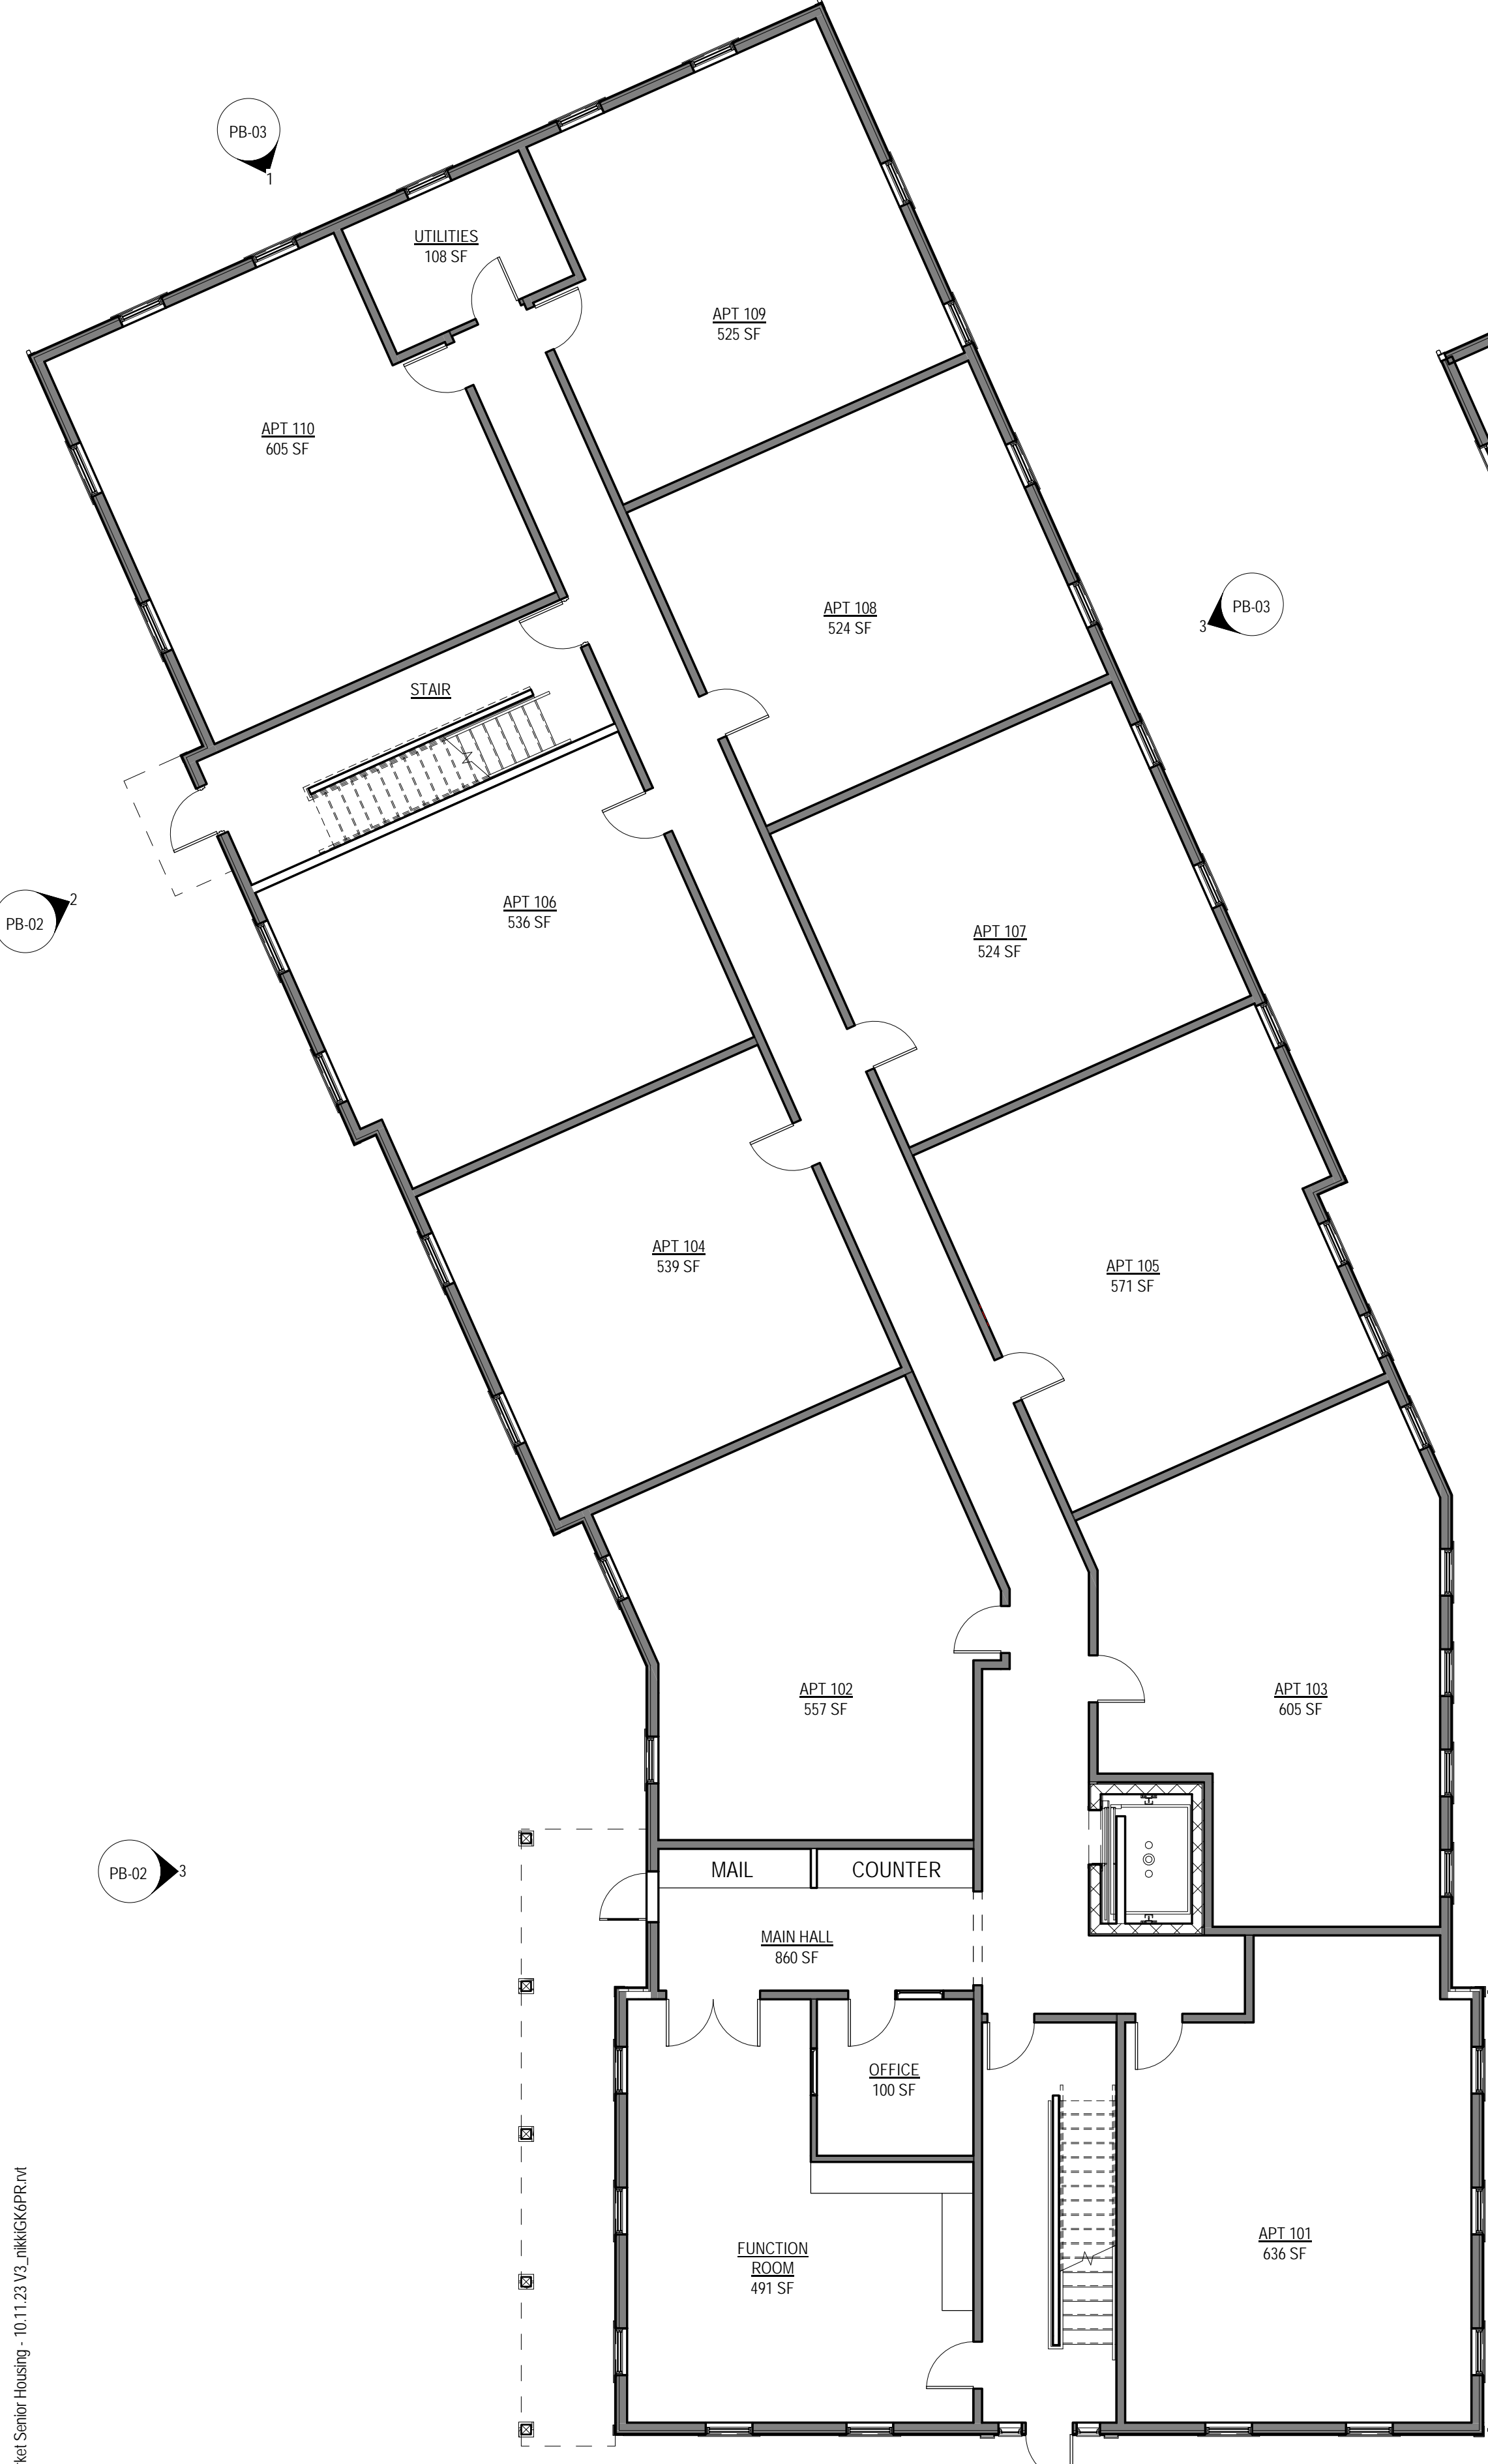 PB-03
1
UTILITIES
108 SF
APT 109
525 SF
APT 110
605 SF
APT 108
524 SF
PB-03
3
STAIR
2
PB-02
APT 106
536 SF
APT 107
524 SF
APT 104
539 SF
APT 105
571 SF
APT 102
557 SF
APT 103
605 SF
PB-02
3
MAIL
COUNTER
MAIN HALL
860 SF
OFFICE
100 SF
FUNCTION
ROOM
491 SF
APT 101
636 SF
ket Senior Housing - 10.11.23 V3_nikkiGK6PR.rvt